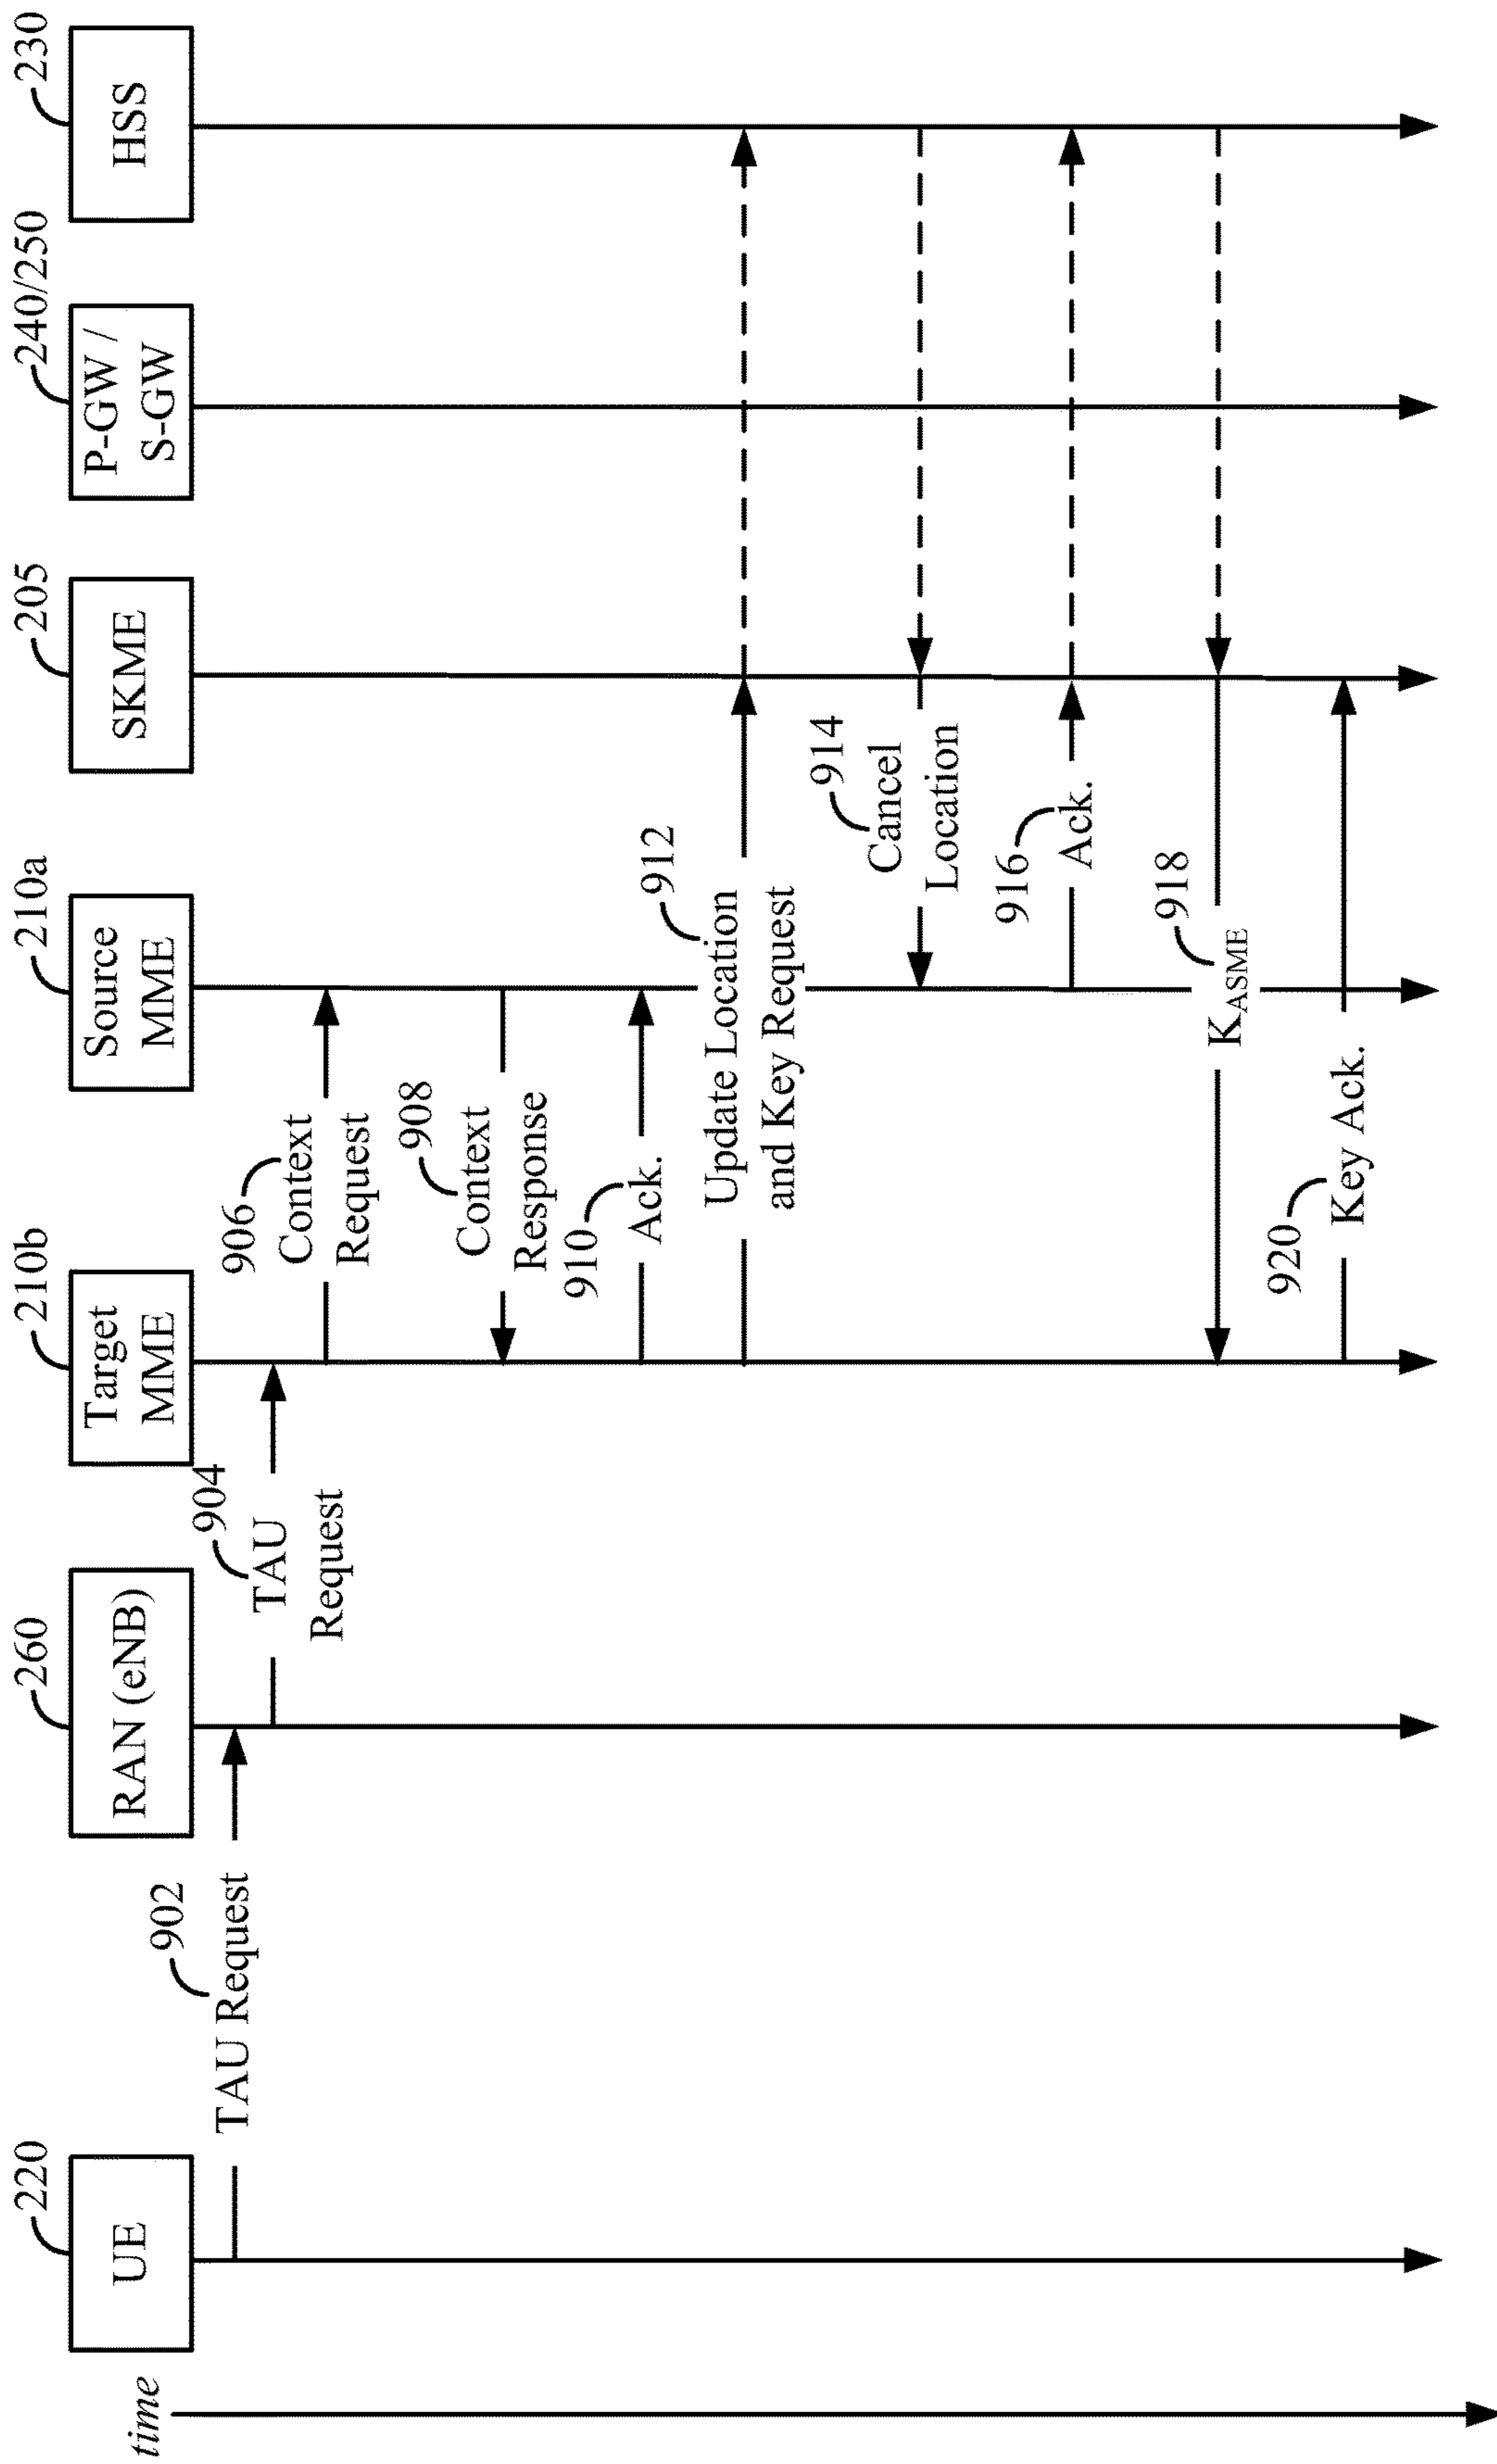 time
220
UE
260
RAN (eNB)
210b
Target
MME
210a
Source
MME
205
SKME
240/250
P-GW /
S-GW
230
HSS
902
TAU Request
904
TAU
Request
906
Context
Request
908
Context
Response
910
Ack.
912
Update Location
and Key Request
914
Cancel
Location
916
Ack.
918
KASME
920
Key Ack.